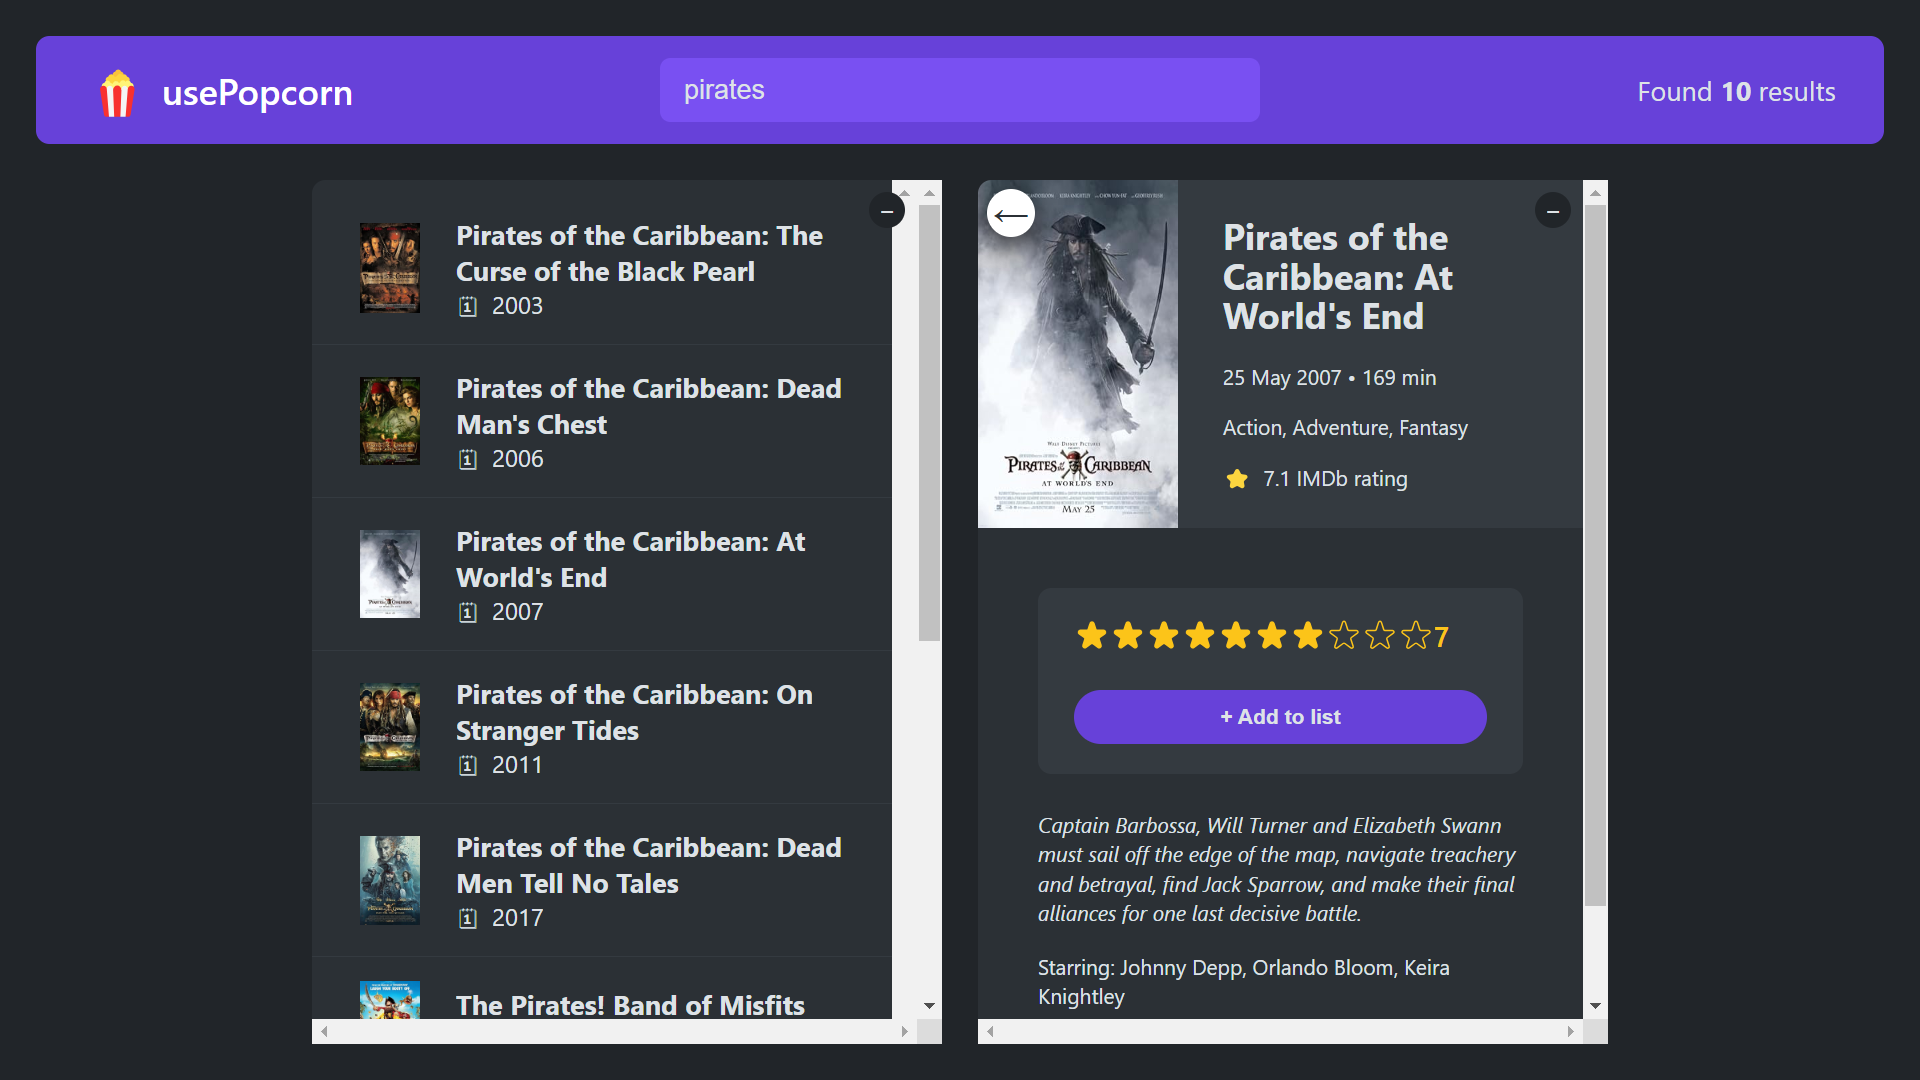 usePopcorn
pirates
Found 10 results
Pirates of the Caribbean: The
Curse of the Black Pearl
2003
Pirates of the Caribbean: Dead
Man's Chest
2006
Pirates of the Caribbean: At
World's End
2007
Pirates of the Caribbean: On
Stranger Tides
2011
Pirates of the Caribbean: Dead
Men Tell No Tales
2017
The Pirates! Band of Misfits
–
←
WALT DISNEY PICTURES
PIRATES of the CARIBBEAN
AT WORLD'S END
MAY 25
Pirates of the
Caribbean: At
World's End
–
25 May 2007 • 169 min
Action, Adventure, Fantasy
7.1 IMDb rating
7
+ Add to list
Captain Barbossa, Will Turner and Elizabeth Swann
must sail off the edge of the map, navigate treachery
and betrayal, find Jack Sparrow, and make their final
alliances for one last decisive battle.
Starring: Johnny Depp, Orlando Bloom, Keira
Knightley